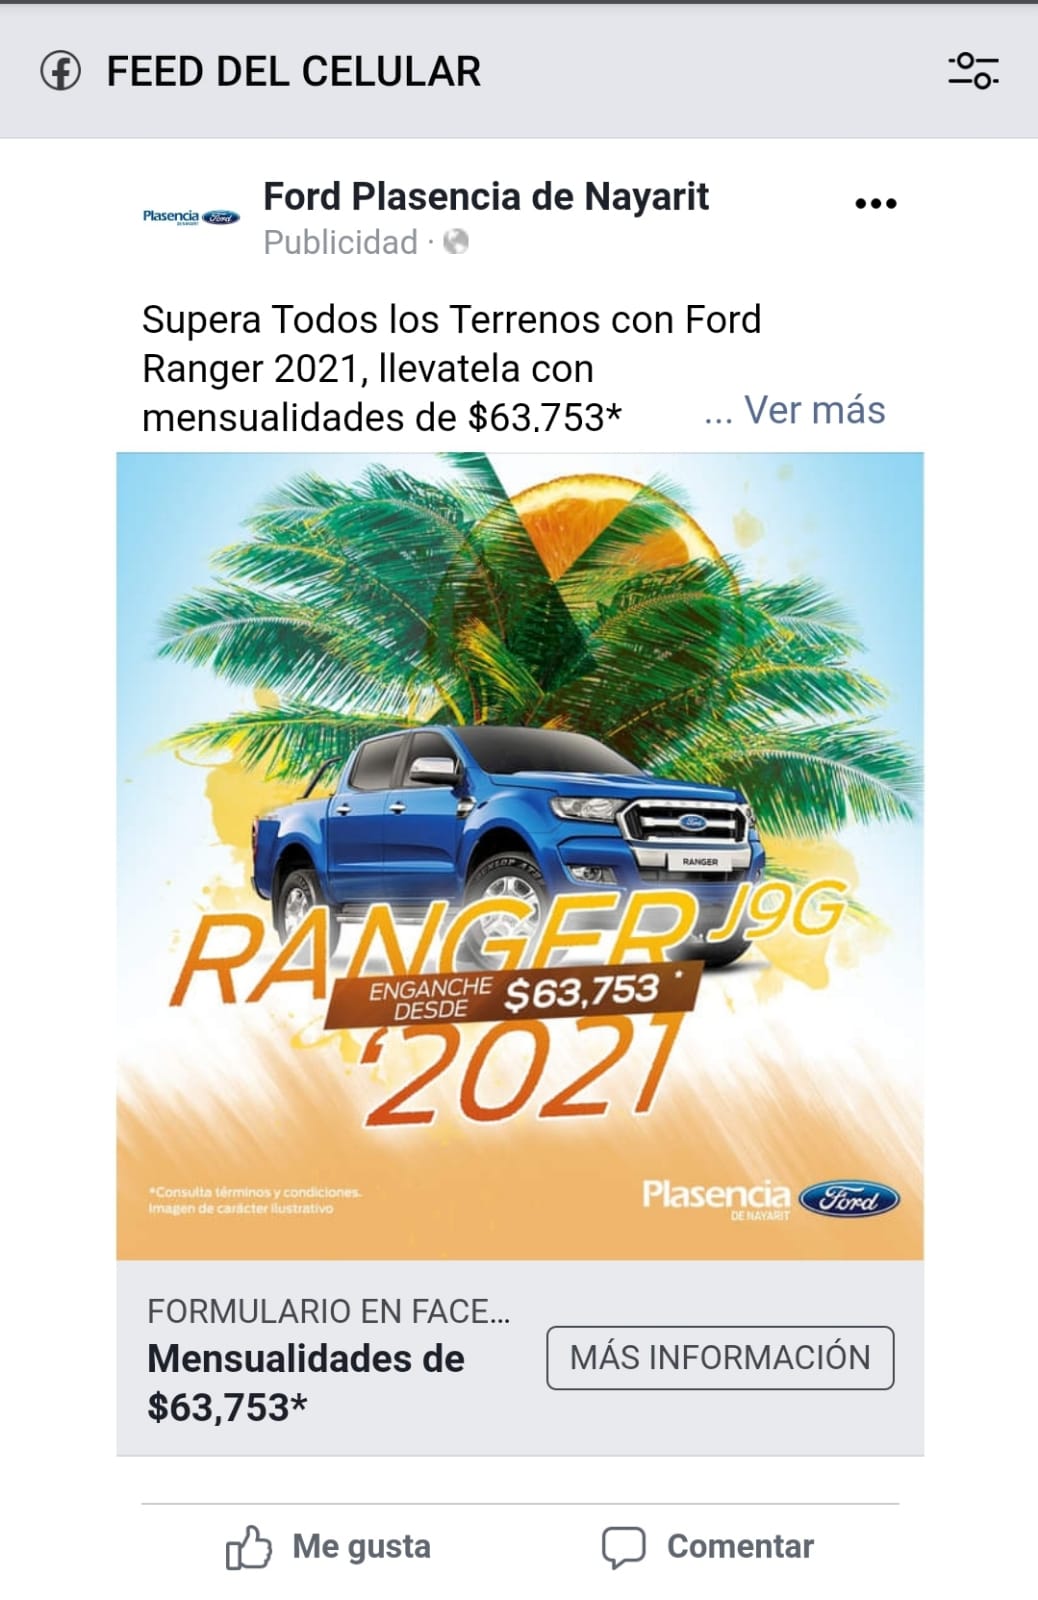 FEED DEL CELULAR
Plasencia Ford
Ford Plasencia de Nayarit
Publicidad ·
Supera Todos los Terrenos con Ford
Ranger 2021, llevatela con
mensualidades de $63,753*
... Ver más
Ford
RANGER
RANGER J9G
ENGANCHE
DESDE
$63,753 *
'2021
*Consulta términos y condiciones.
Imagen de carácter ilustrativo
Plasencia Ford
DE NAYARIT
FORMULARIO EN FACE...
Mensualidades de
$63,753*
MÁS INFORMACIÓN
Me gusta
Comentar